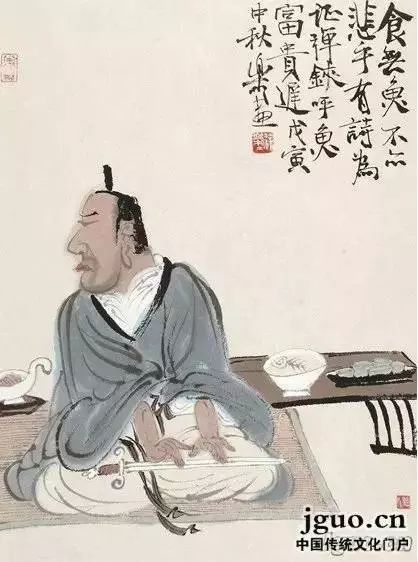 食無魚不亦
悲乎有詩為
証彈鋏呼魚
富貴遲戊寅
中秋
jguo.cn
中国传统文化门户